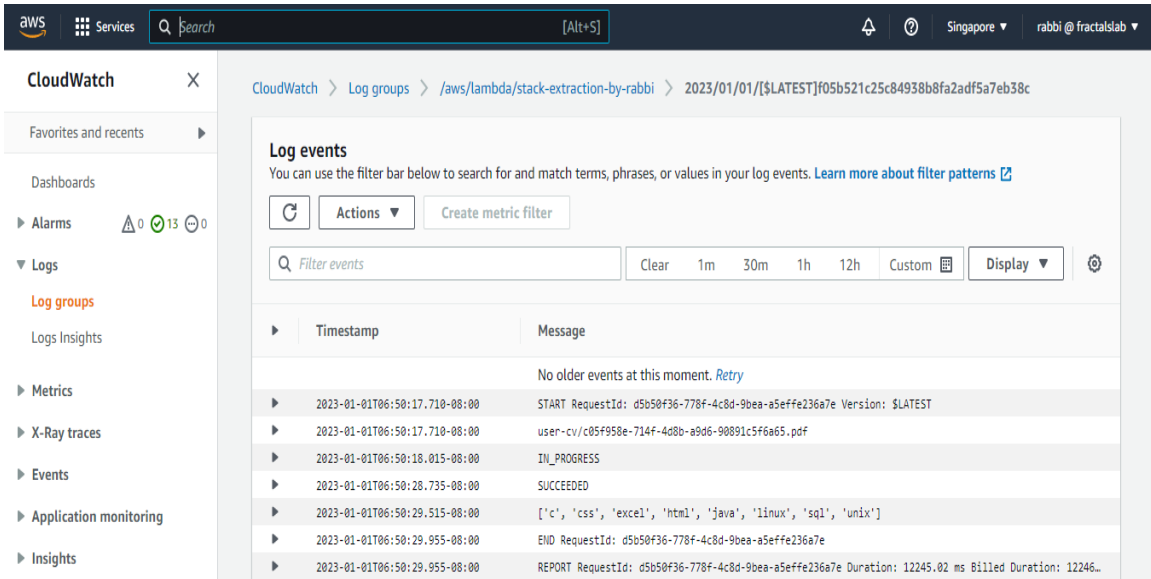 aws Services Search [Alt+S] Singapore ▼ rabbi @ fractalslab ▼
CloudWatch X
Favorites and recents
Dashboards
Alarms 0 13 0
Logs
Log groups
Logs Insights
Metrics
X-Ray traces
Events
Application monitoring
Insights
CloudWatch > Log groups > /aws/lambda/stack-extraction-by-rabbi > 2023/01/01/[$LATEST]f05b521c25c84938b8fa2adf5a7eb38c
Log events
You can use the filter bar below to search for and match terms, phrases, or values in your log events. Learn more about filter patterns
Actions ▼ Create metric filter
Filter events Clear 1m 30m 1h 12h Custom Display ▼
Timestamp Message
No older events at this moment. Retry
2023-01-01T06:50:17.710-08:00 START RequestId: d5b50f36-778f-4c8d-9bea-a5effe236a7e Version: $LATEST
2023-01-01T06:50:17.710-08:00 user-cv/c05f958e-714f-4d8b-a9d6-90891c5f6a65.pdf
2023-01-01T06:50:18.015-08:00 IN_PROGRESS
2023-01-01T06:50:28.735-08:00 SUCCEEDED
2023-01-01T06:50:29.515-08:00 ['c', 'css', 'excel', 'html', 'java', 'linux', 'sql', 'unix']
2023-01-01T06:50:29.955-08:00 END RequestId: d5b50f36-778f-4c8d-9bea-a5effe236a7e
2023-01-01T06:50:29.955-08:00 REPORT RequestId: d5b50f36-778f-4c8d-9bea-a5effe236a7e Duration: 12245.02 ms Billed Duration: 12246…